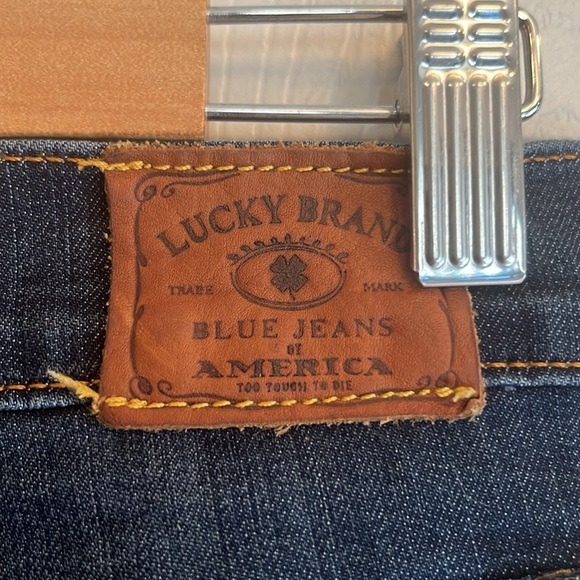 LUCKY BRAND
TRADE MARK
BLUE JEANS
OF
AMERICA
TOO TOUGH TO DIE